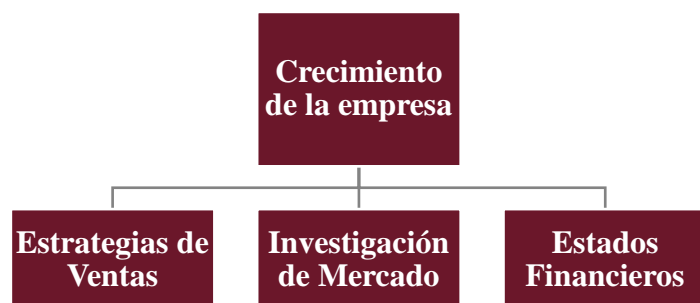 Crecimiento
de la empresa
Estrategias de
Ventas
Investigación
de Mercado
Estados
Financieros